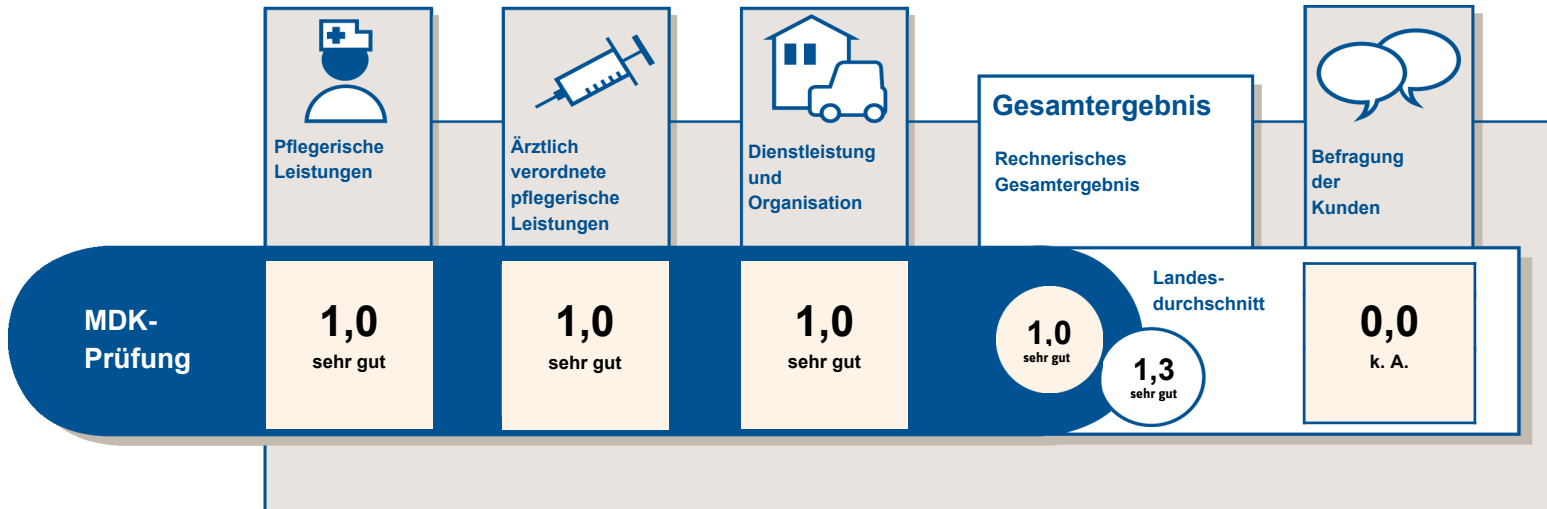 Pflegerische
Leistungen
Ärztlich
verordnete
pflegerische
Leistungen
Dienstleistung
und
Organisation
Gesamtergebnis
Rechnerisches
Gesamtergebnis
Befragung
der
Kunden
MDK-
Prüfung
1,0
sehr gut
1,0
sehr gut
1,0
sehr gut
1,0
sehr gut
Landes-
durchschnitt
1,3
sehr gut
0,0
k. A.